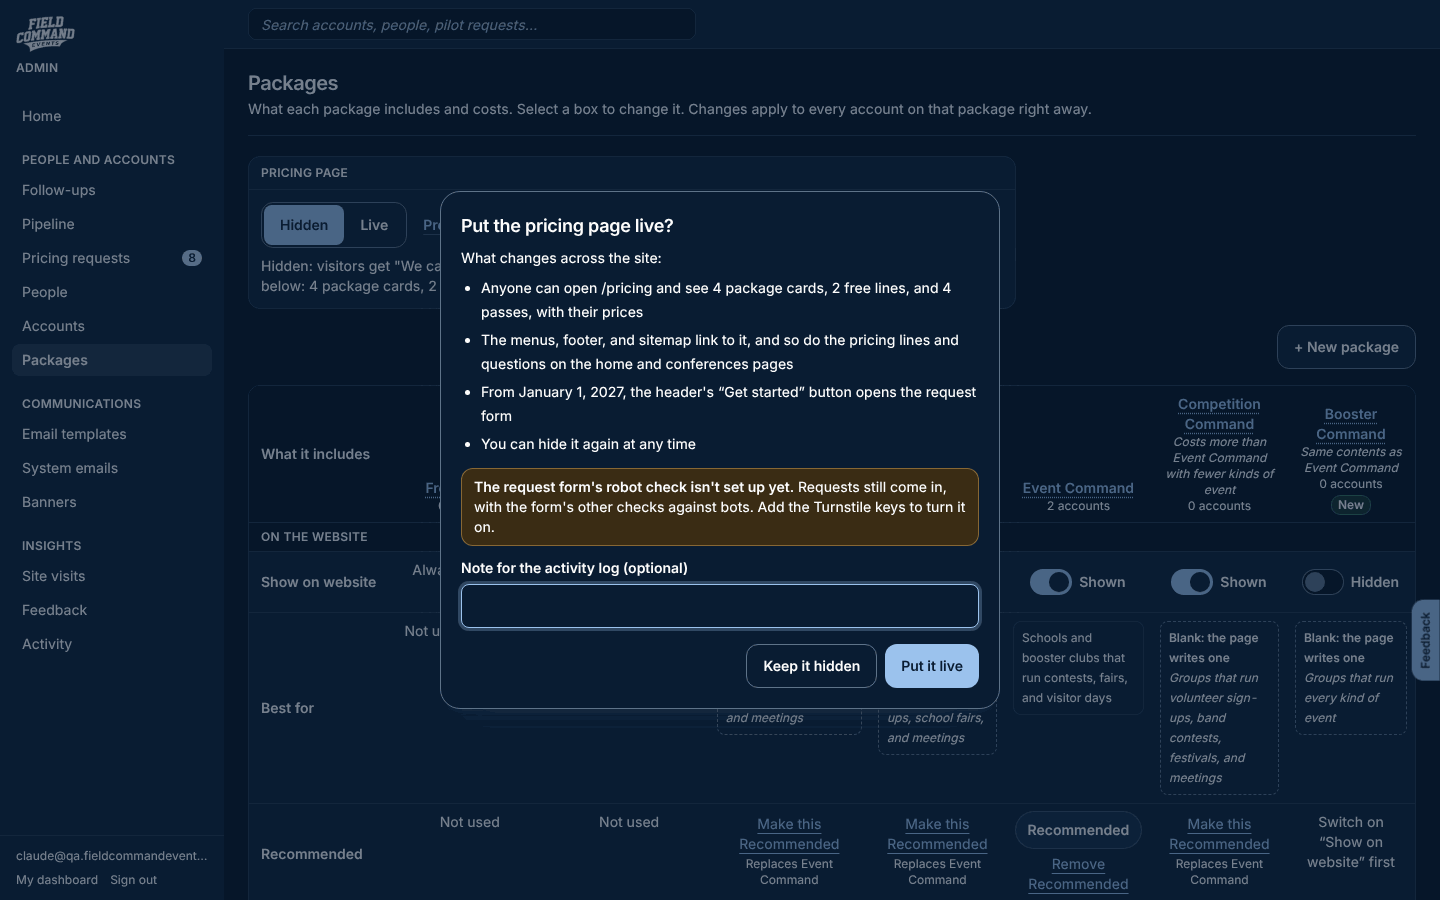 FIELD
COMMAND
EVENTS
ADMIN
Home
PEOPLE AND ACCOUNTS
Follow-ups
Pipeline
Pricing requests 8
People
Accounts
Packages
COMMUNICATIONS
Email templates
System emails
Banners
INSIGHTS
Site visits
Feedback
Activity
claude@qa.fieldcommandevent...
My dashboard Sign out
Search accounts, people, pilot requests...
Packages
What each package includes and costs. Select a box to change it. Changes apply to every account on that package right away.
PRICING PAGE
Hidden Live
Hidden: visitors get "We
below: 4 package cards, 2
+ New package
Put the pricing page live?
What changes across the site:
• Anyone can open /pricing and see 4 package cards, 2 free lines, and 4
passes, with their prices
• The menus, footer, and sitemap link to it, and so do the pricing lines and
questions on the home and conferences pages
• From January 1, 2027, the header's “Get started” button opens the request
form
• You can hide it again at any time
The request form's robot check isn't set up yet. Requests still come in,
with the form's other checks against bots. Add the Turnstile keys to turn it
on.
Note for the activity log (optional)
Keep it hidden Put it live
What it includes
Event Command
2 accounts
Competition
Command
Costs more than
Event Command
with fewer kinds of
event
0 accounts
Booster
Command
Same contents as
Event Command
0 accounts
New
ON THE WEBSITE
Show on website
Shown
Shown
Hidden
Best for
Not
and meetings
ups, school fairs,
and meetings
Schools and
booster clubs that
run contests, fairs,
and visitor days
Blank: the page
writes one
Groups that run
volunteer sign-
ups, band
contests,
festivals, and
meetings
Blank: the page
writes one
Groups that run
every kind of
event
Recommended
Not used
Not used
Make this
Recommended
Replaces Event
Command
Make this
Recommended
Replaces Event
Command
Recommended
Remove
Recommended
Make this
Recommended
Replaces Event
Command
Switch on
“Show on
website” first
Feedback